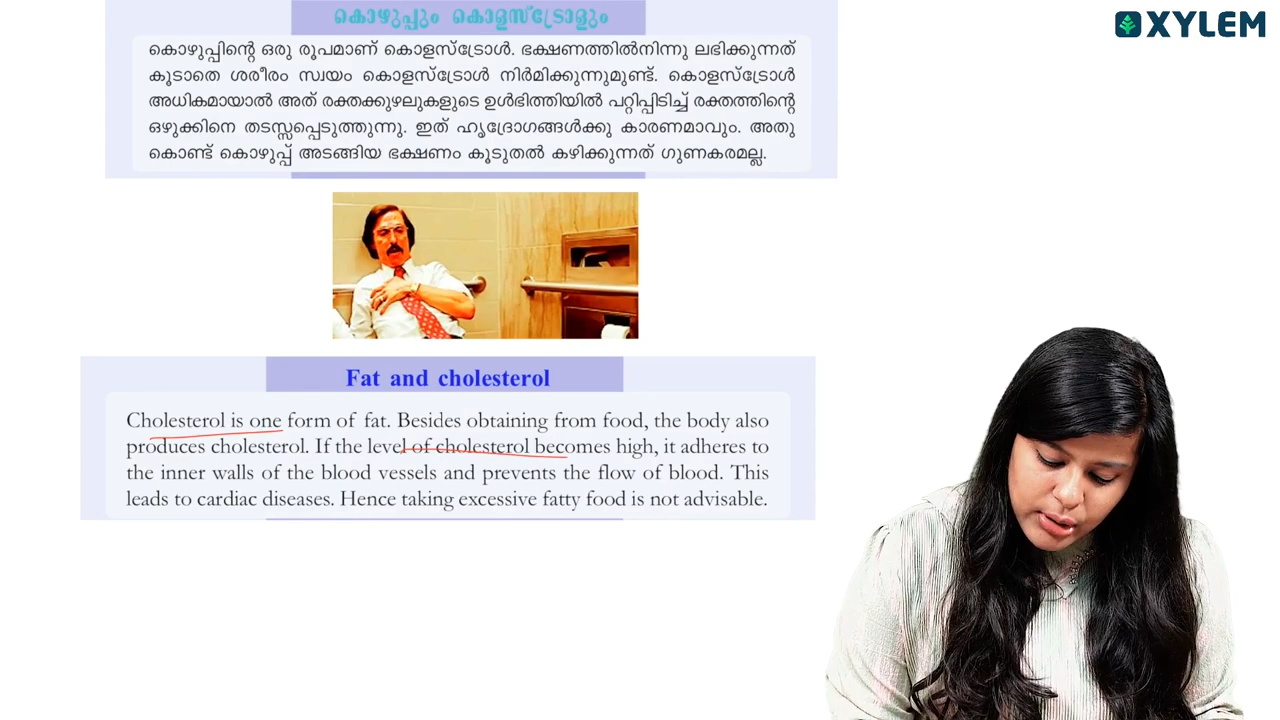 കൊഴുപ്പും കൊളസ്ട്രോളും
XYLEM
കൊഴുപ്പിന്റെ ഒരു രൂപമാണ് കൊളസ്ട്രോൾ. ഭക്ഷണത്തിൽനിന്നു ലഭിക്കുന്നത്
കൂടാതെ ശരീരം സ്വയം കൊളസ്ട്രോൾ നിർമിക്കുന്നുമുണ്ട്. കൊളസ്ട്രോൾ
അധികമായാൽ അത് രക്തക്കുഴലുകളുടെ ഉൾഭിത്തിയിൽ പറ്റിപ്പിടിച്ച് രക്തത്തിന്റെ
ഒഴുക്കിനെ തടസ്സപ്പെടുത്തുന്നു. ഇത് ഹൃദ്രോഗങ്ങൾക്കു കാരണമാവും. അതു
കൊണ്ട് കൊഴുപ്പ് അടങ്ങിയ ഭക്ഷണം കൂടുതൽ കഴിക്കുന്നത് ഗുണകരമല്ല.
Fat and cholesterol
Cholesterol is one form of fat. Besides obtaining from food, the body also
produces cholesterol. If the level of cholesterol becomes high, it adheres to
the inner walls of the blood vessels and prevents the flow of blood. This
leads to cardiac diseases. Hence taking excessive fatty food is not advisable.